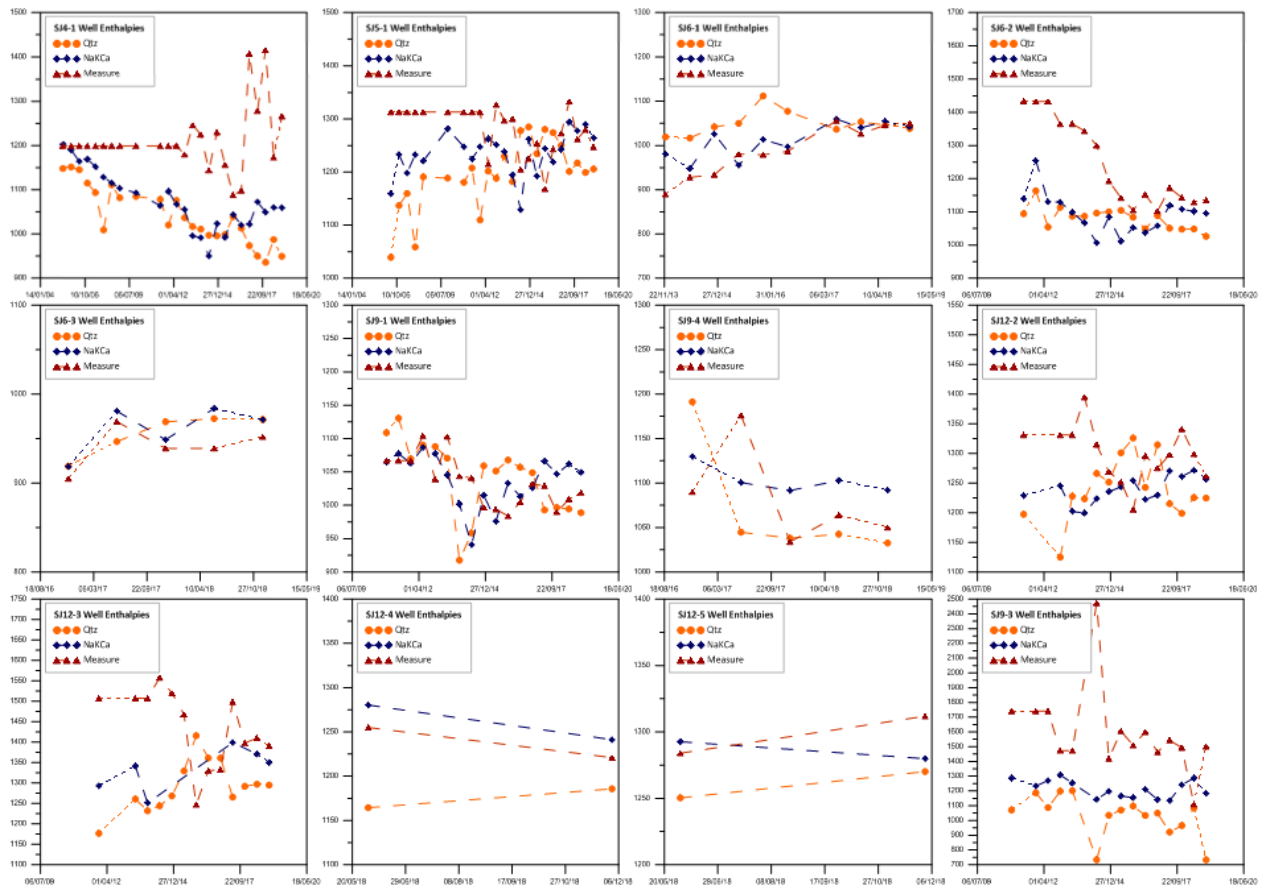 SJ4-1 Well Enthalpies
Qtz
NaKCa
Measure
1500
1400
1300
1200
1100
1000
900
14/01/04 10/10/06 06/07/09 01/04/12 27/12/14 22/09/17 18/06/20
SJ5-1 Well Enthalpies
Qtz
NaKCa
Measure
1500
1400
1300
1200
1100
1000
14/01/04 10/10/06 06/07/09 01/04/12 27/12/14 22/09/17 18/06/20
SJ6-1 Well Enthalpies
Qtz
NaKCa
Measure
1300
1200
1100
1000
900
800
700
22/11/13 27/12/14 31/01/16 06/03/17 10/04/18 15/05/19
SJ6-2 Well Enthalpies
Qtz
NaKCa
Measure
1700
1600
1500
1400
1300
1200
1100
1000
900
06/07/09 01/04/12 27/12/14 22/09/17 18/06/20
SJ6-3 Well Enthalpies
Qtz
NaKCa
Measure
1100
1000
900
800
18/08/16 06/03/17 22/09/17 10/04/18 27/10/18 15/05/19
SJ9-1 Well Enthalpies
Qtz
NaKCa
Measure
1300
1250
1200
1150
1100
1050
1000
950
900
06/07/09 01/04/12 27/12/14 22/09/17 18/06/20
SJ9-4 Well Enthalpies
Qtz
NaKCa
Measure
1300
1250
1200
1150
1100
1050
1000
18/08/16 06/03/17 22/09/17 10/04/18 27/10/18 15/05/19
SJ12-2 Well Enthalpies
Qtz
NaKCa
Measure
1550
1500
1450
1400
1350
1300
1250
1200
1150
1100
06/07/09 01/04/12 27/12/14 22/09/17 18/06/20
SJ12-3 Well Enthalpies
Qtz
NaKCa
Measure
1750
1700
1650
1600
1550
1500
1450
1400
1350
1300
1250
1200
1150
1100
06/07/09 01/04/12 27/12/14 22/09/17 18/06/20
SJ12-4 Well Enthalpies
Qtz
NaKCa
Measure
1400
1300
1200
1100
20/05/18 29/06/18 08/08/18 17/09/18 27/10/18 06/12/18
SJ12-5 Well Enthalpies
Qtz
NaKCa
Measure
1400
1350
1300
1250
1200
20/05/18 29/06/18 08/08/18 17/09/18 27/10/18 06/12/18
SJ9-3 Well Enthalpies
Qtz
NaKCa
Measure
2500
2400
2300
2200
2100
2000
1900
1800
1700
1600
1500
1400
1300
1200
1100
1000
900
800
700
06/07/09 01/04/12 27/12/14 22/09/17 18/06/20